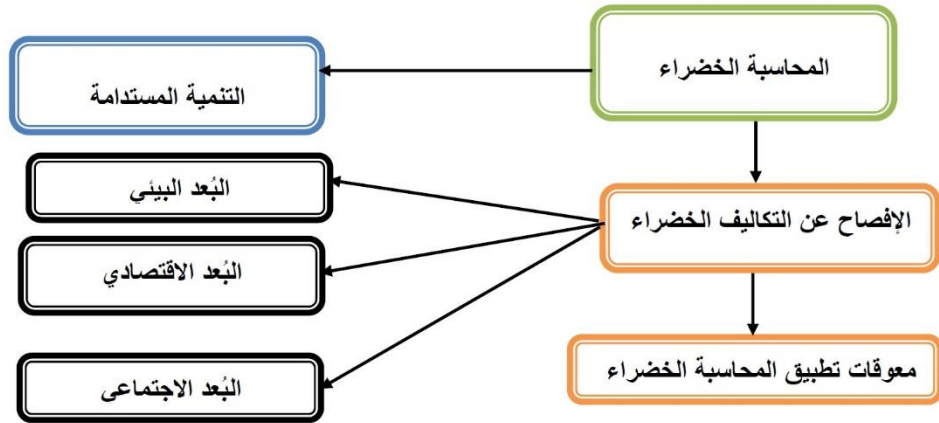 المحاسبة الخضراء
التنمية المستدامة
الإفصاح عن التكاليف الخضراء
البُعد البيئي
البُعد الاقتصادي
معوقات تطبيق المحاسبة الخضراء
البُعد الاجتماعى